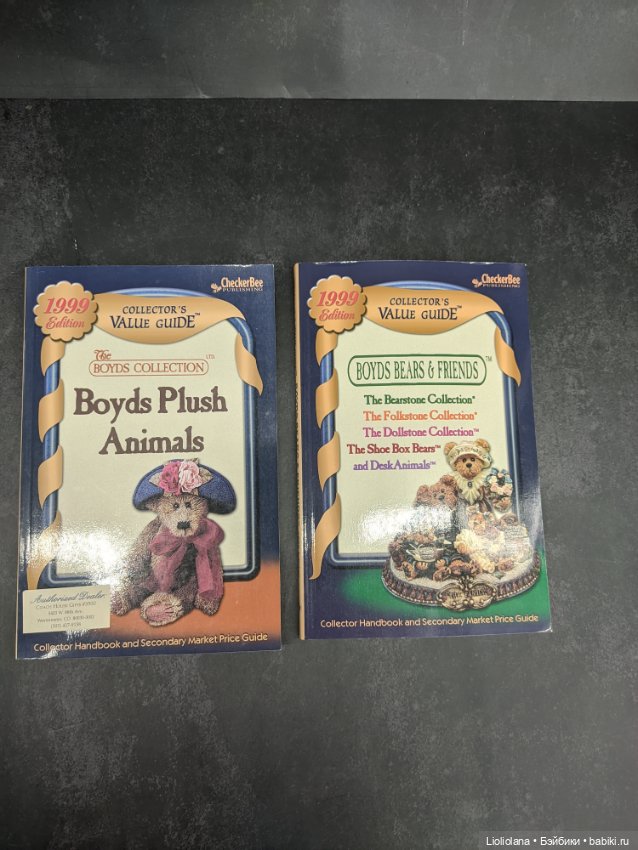 CheckerBee
PUBLISHING
1999
Edition
COLLECTOR'S
VALUE GUIDE™
The
BOYDS COLLECTION LTD.
Boyds Plush
Animals
Authorized Dealer
Collector Handbook and Secondary Market Price Guide
CheckerBee
PUBLISHING
1999
Edition
COLLECTOR'S
VALUE GUIDE™
BOYDS BEARS & FRIENDS™
The Bearstone Collection®
The Folkstone Collection®
The Dollstone Collection™
The Shoe Box Bears™
and DeskAnimals™
Collector Handbook and Secondary Market Price Guide
Lioliolana • Бэйбики • babiki.ru